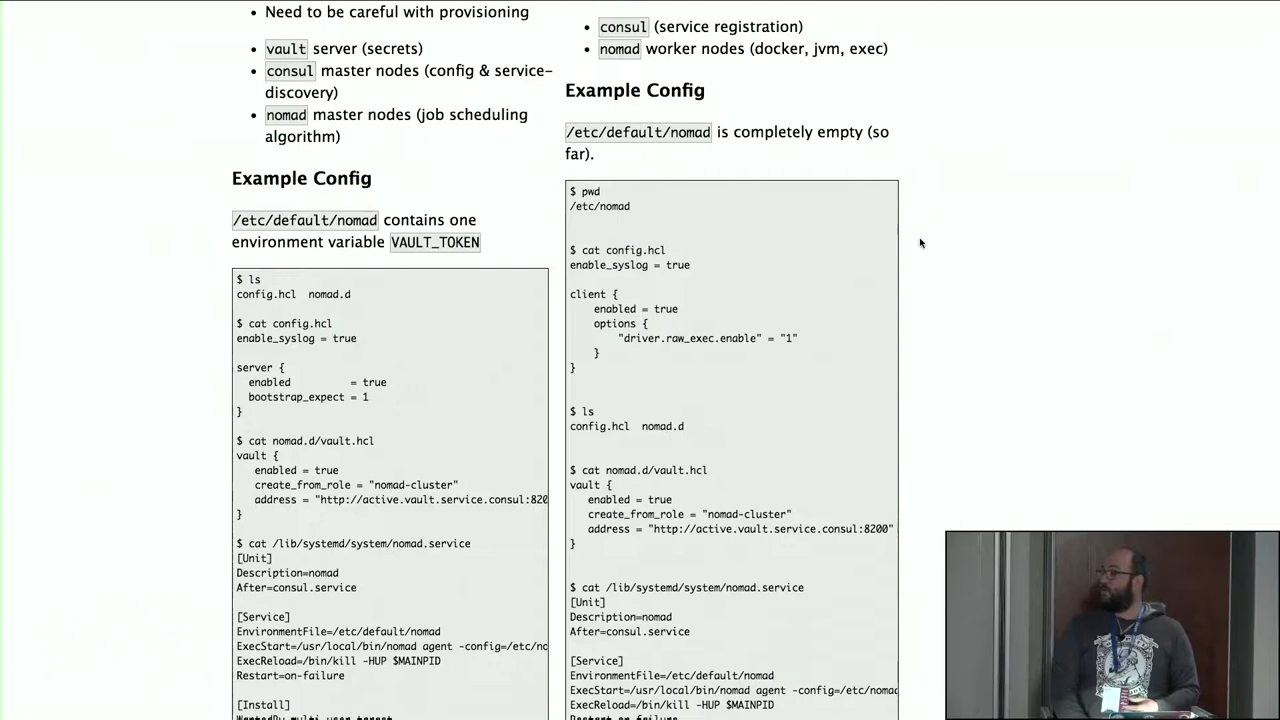 Need to be careful with provisioning
vault server (secrets)
consul master nodes (config & service-
discovery)
nomad master nodes (job scheduling
algorithm)
Example Config
/etc/default/nomad contains one
environment variable VAULT_TOKEN
$ ls
config.hcl nomad.d
$ cat config.hcl
enable_syslog = true
server {
enabled = true
bootstrap_expect = 1
}
$ cat nomad.d/vault.hcl
vault {
enabled = true
create_from_role = "nomad-cluster"
address = "http://active.vault.service.consul:820
}
$ cat /lib/systemd/system/nomad.service
[Unit]
Description=nomad
After=consul.service
[Service]
EnvironmentFile=/etc/default/nomad
ExecStart=/usr/local/bin/nomad agent -config=/etc/no
ExecReload=/bin/kill -HUP $MAINPID
Restart=on-failure
[Install]
WantedBy=multi-user.target
consul (service registration)
nomad worker nodes (docker, jvm, exec)
Example Config
/etc/default/nomad is completely empty (so
far).
$ pwd
/etc/nomad
$ cat config.hcl
enable_syslog = true
client {
enabled = true
options {
"driver.raw_exec.enable" = "1"
}
}
$ ls
config.hcl nomad.d
$ cat nomad.d/vault.hcl
vault {
enabled = true
create_from_role = "nomad-cluster"
address = "http://active.vault.service.consul:8200"
}
$ cat /lib/systemd/system/nomad.service
[Unit]
Description=nomad
After=consul.service
[Service]
EnvironmentFile=/etc/default/nomad
ExecStart=/usr/local/bin/nomad agent -config=/etc/nomad
ExecReload=/bin/kill -HUP $MAINPID
Restart=on-failure